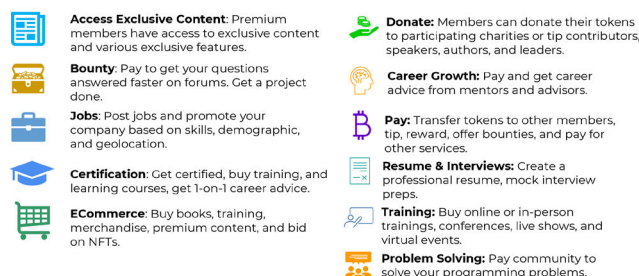 Access Exclusive Content: Premium
members have access to exclusive content
and various exclusive features.
Bounty: Pay to get your questions
answered faster on forums. Get a project
done.
Jobs: Post jobs and promote your
company based on skills, demographic,
and geolocation.
Certification: Get certified, buy training, and
learning courses, get 1-on-1 career advice.
ECommerce: Buy books, training,
merchandise, premium content, and bid
on NFTs.
Donate: Members can donate their tokens
to participating charities or tip contributors,
speakers, authors, and leaders.
Career Growth: Pay and get career
advice from mentors and advisors.
Pay: Transfer tokens to other members,
tip, reward, offer bounties, and pay for
other services.
Resume & Interviews: Create a
professional resume, mock interview
preps.
Training: Buy online or in-person
trainings, conferences, live shows, and
virtual events.
Problem Solving: Pay community to
solve your programming problems.